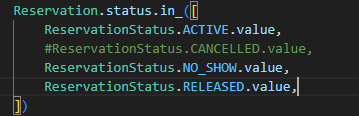 Reservation.status.in_([
    ReservationStatus.ACTIVE.value,
    #ReservationStatus.CANCELLED.value,
    ReservationStatus.NO_SHOW.value,
    ReservationStatus.RELEASED.value,
])